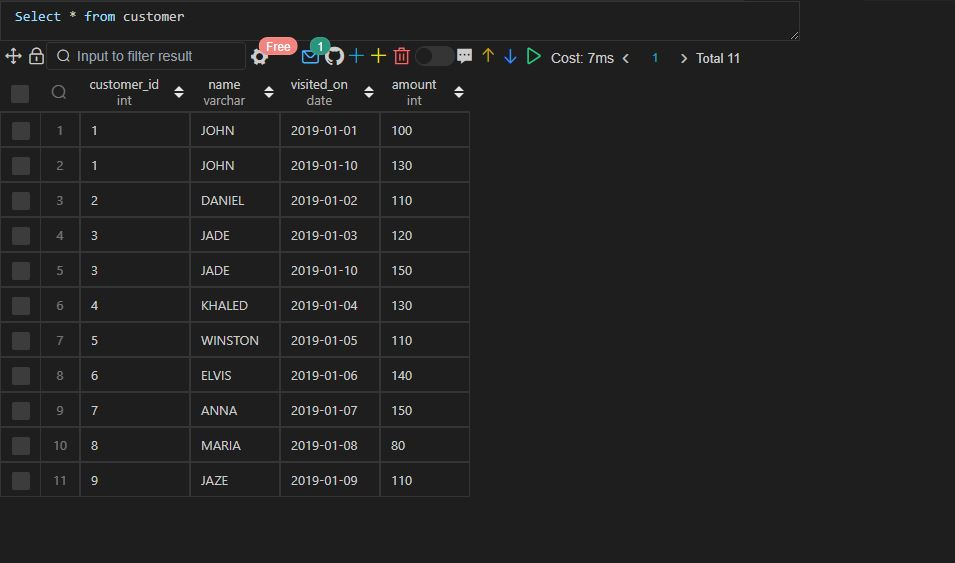 Select * from customer
Input to filter result Free 1 Cost: 7ms 1 Total 11
customer_id name visited_on amount
int varchar date int
1 1 JOHN 2019-01-01 100
2 1 JOHN 2019-01-10 130
3 2 DANIEL 2019-01-02 110
4 3 JADE 2019-01-03 120
5 3 JADE 2019-01-10 150
6 4 KHALED 2019-01-04 130
7 5 WINSTON 2019-01-05 110
8 6 ELVIS 2019-01-06 140
9 7 ANNA 2019-01-07 150
10 8 MARIA 2019-01-08 80
11 9 JAZE 2019-01-09 110